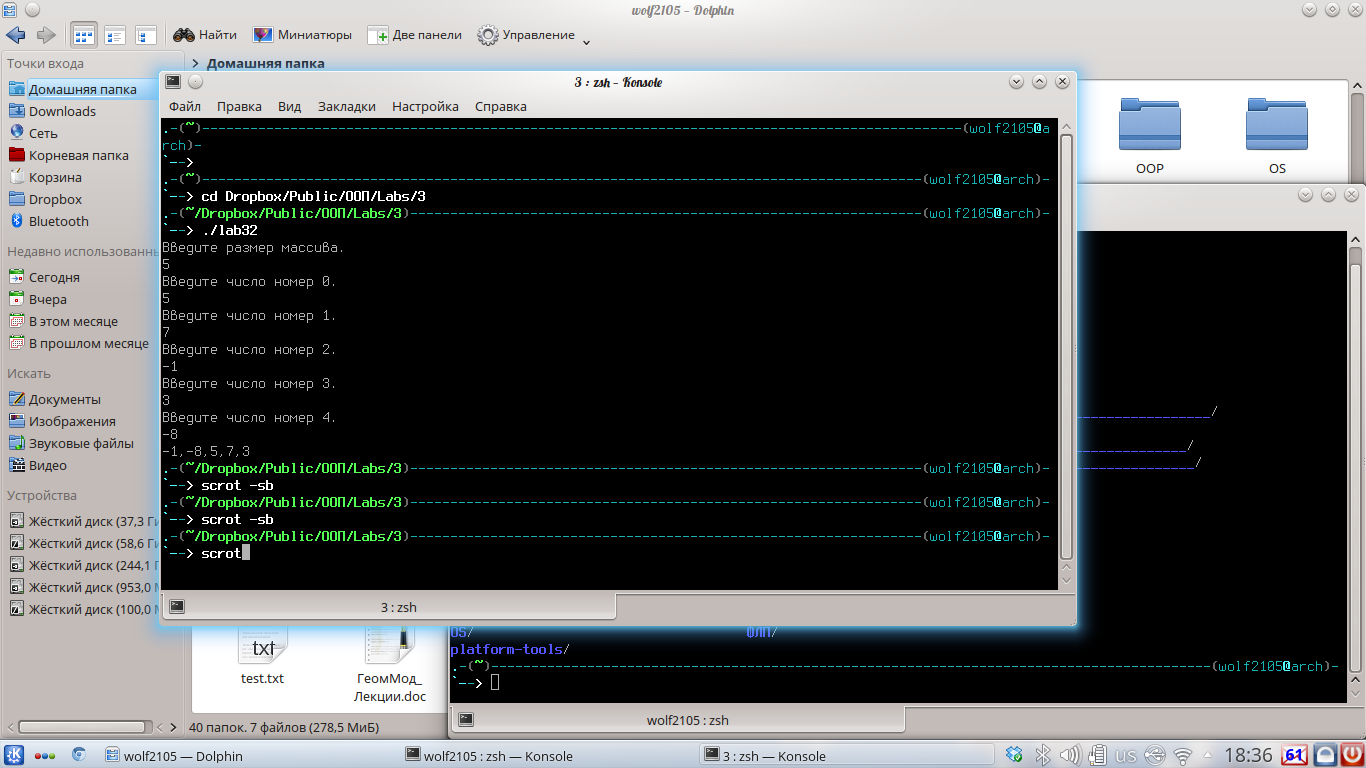 wolf2105 – Dolphin
Найти Миниатюры Две панели Управление
Точки входа
> Домашняя папка
Домашняя папка
Downloads
Сеть
Корневая папка
Корзина
Dropbox
Bluetooth
Недавно использованн
Сегодня
Вчера
В этом месяце
В прошлом месяце
Искать
Документы
Изображения
Звуковые файлы
Видео
Устройства
Жёсткий диск (37,3 Ги
Жёсткий диск (58,6 Г
Жёсткий диск (244,1 Г
Жёсткий диск (953,0 М
Жёсткий диск (100,0 М
OOP
OS
test.txt
ГеомМод_
Лекции.doc
40 папок. 7 файлов (278,5 МиБ)
3 : zsh – Konsole
Файл Правка Вид Закладки Настройка Справка
.-(~)-----------------------------------------------------------------------------------------------(wolf2105@a
rch)-
`-->
.-(~)------------------------------------------------------------------------------------------(wolf2105@arch)-
`--> cd Dropbox/Public/ООП/Labs/3
.-(~/Dropbox/Public/ООП/Labs/3)----------------------------------------------------------------(wolf2105@arch)-
`--> ./lab32
Введите размер массива.
5
Введите число номер 0.
5
Введите число номер 1.
7
Введите число номер 2.
-1
Введите число номер 3.
3
Введите число номер 4.
-8
-1,-8,5,7,3
.-(~/Dropbox/Public/ООП/Labs/3)----------------------------------------------------------------(wolf2105@arch)-
`--> scrot -sb
.-(~/Dropbox/Public/ООП/Labs/3)----------------------------------------------------------------(wolf2105@arch)-
`--> scrot -sb
.-(~/Dropbox/Public/ООП/Labs/3)----------------------------------------------------------------(wolf2105@arch)-
`--> scrot
3 : zsh
____________________/
_________________/
__________________/
OS/ ФЛП/
platform-tools/
.-(~)------------------------------------------------------------------------------------------(wolf2105@arch)-
`-->
wolf2105 : zsh
wolf2105 — Dolphin
wolf2105 : zsh — Konsole
3 : zsh — Konsole
us
18:36
61